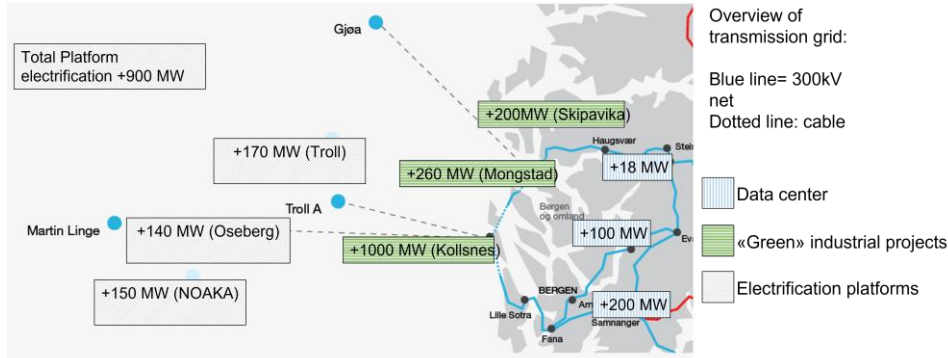 Gjøa
Total Platform
electrification +900 MW
+200MW (Skipavika)
Haugsvær
+170 MW (Troll)
+260 MW (Mongstad)
+18 MW
Troll A
Bergen
og omland
Martin Linge
+140 MW (Oseberg)
+1000 MW (Kollsnes)
+100 MW
+150 MW (NOAKA)
BERGEN
+200 MW
Lille Sotra
Samnanger
Fana
Overview of
transmission grid:
Blue line= 300kV
net
Dotted line: cable
Data center
«Green» industrial projects
Electrification platforms